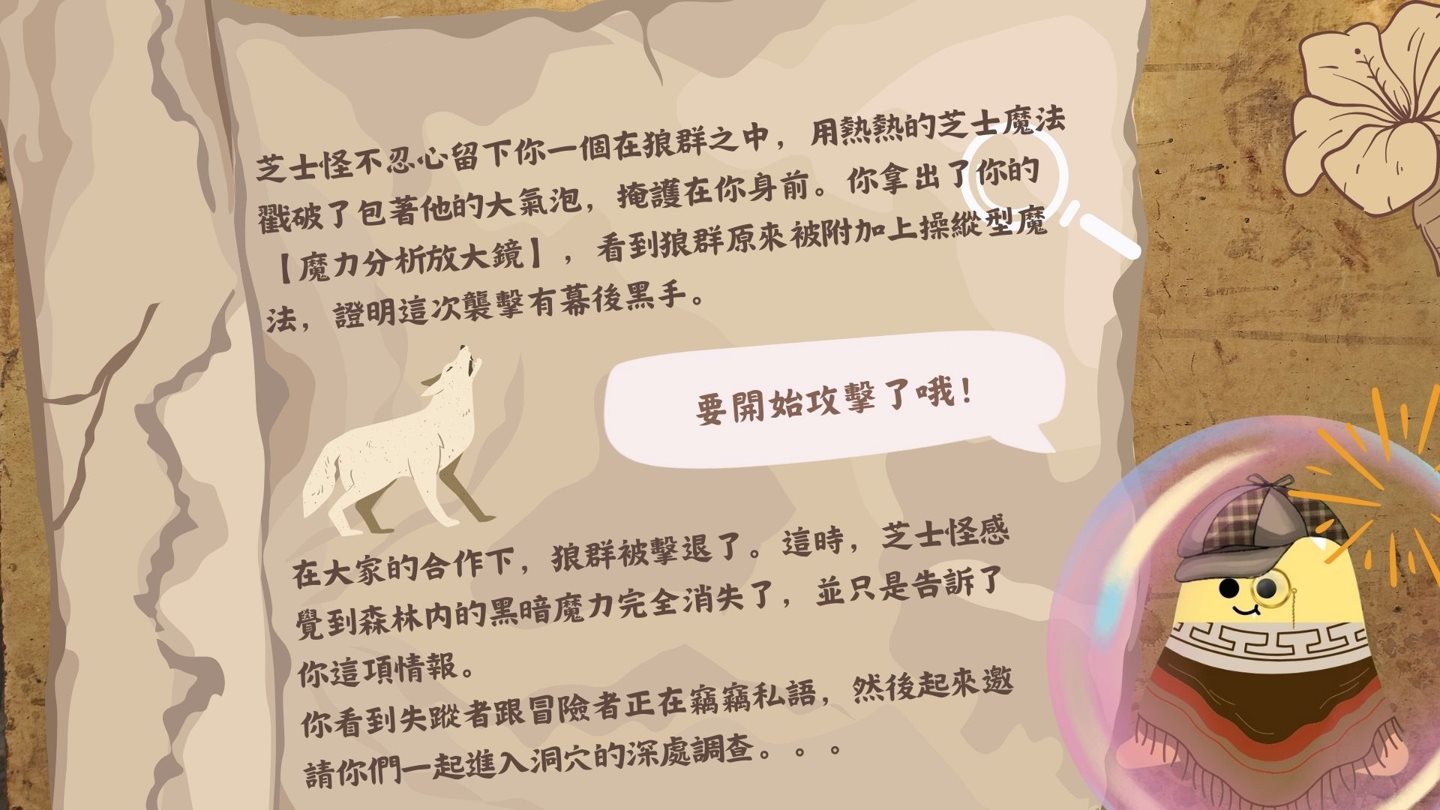 芝士怪不忍心留下你一個在狼群之中，用熱熱的芝士魔法
戳破了包著他的大氣泡，掩護在你身前。你拿出了你的
【魔力分析放大鏡】，看到狼群原來被附加上操縱型魔
法，證明這次襲擊有幕後黑手。
要開始攻擊了哦！
在大家的合作下，狼群被擊退了。這時，芝士怪感
覺到森林内的黑暗魔力完全消失了，並只是告訴了
你這項情報。
你看到失蹤者跟冒險者正在竊竊私語，然後起來邀
請你們一起進入洞穴的深處調查。。。